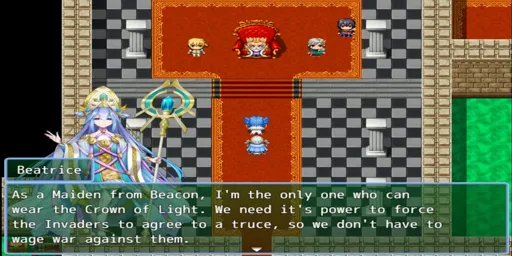 Beatrice
As a Maiden from Beacon, I'm the only one who can
wear the Crown of Light. We need it's power to force
the Invaders to agree to a truce, so we don't have to
wage war against them.